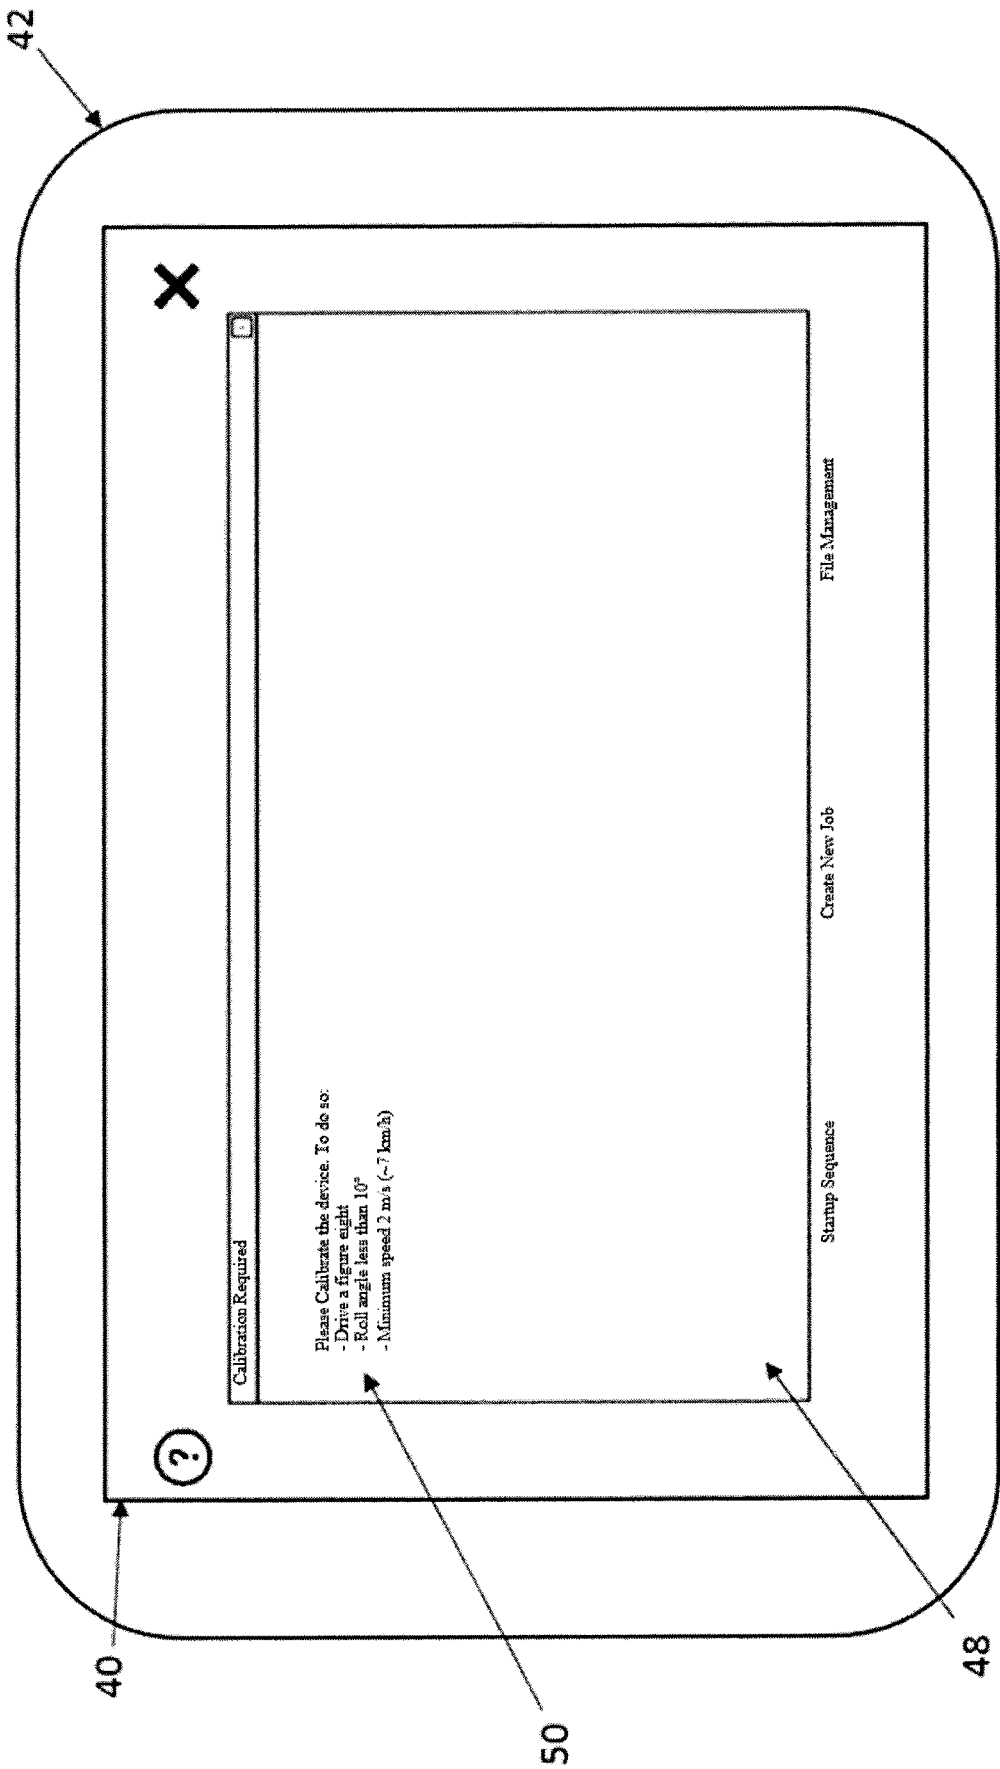 42
40
?
X
Calibration Required
Please Calibrate the device. To do so:
- Drive a figure eight
- Roll angle less than 10°
- Minimum speed 2 m/s (~7 km/h)
Startup Sequence
Create New Job
File Management
50
48